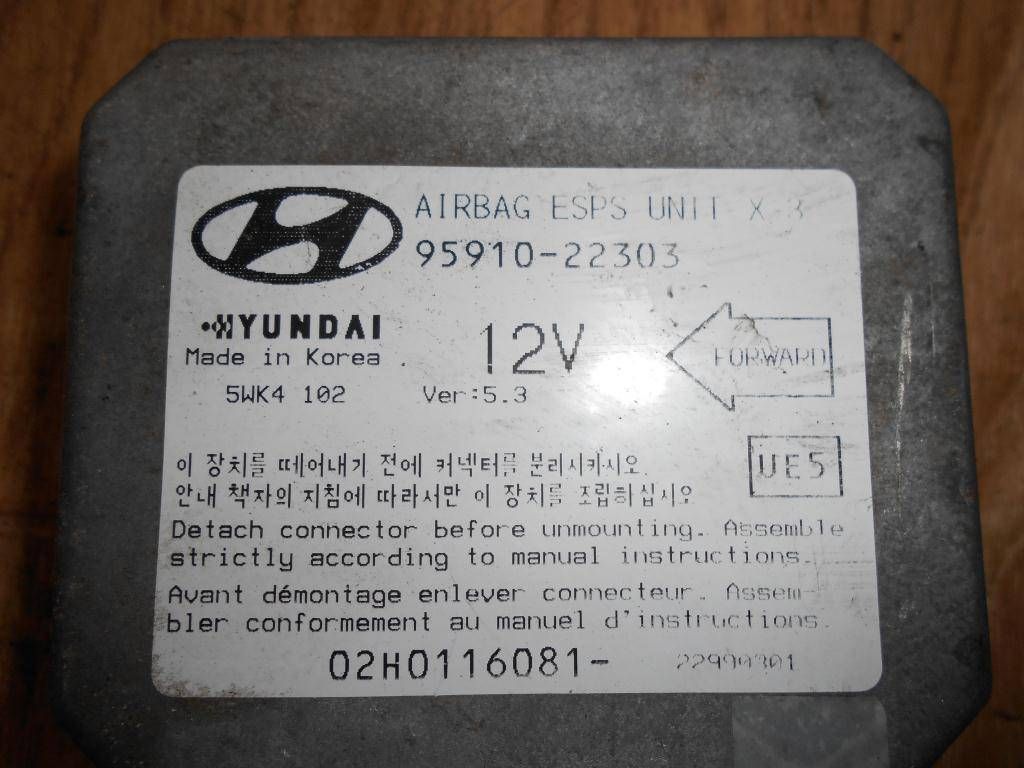 AIRBAG ESPS UNIT X 3
95910-22303
HYUNDAI
Made in Korea
5WK4 102
12V
Ver:5.3
FORWARD
UE5
이 장치를 떼어내기 전에 커넥터를 분리시키시오.
안내 책자의 지침에 따라서만 이 장치를 조립하십시오
Detach connector before unmounting. Assemble
strictly according to manual instructions.
Avant démontage enlever connecteur. Assem-
bler conformement au manuel d'instructions.
02H0116081-